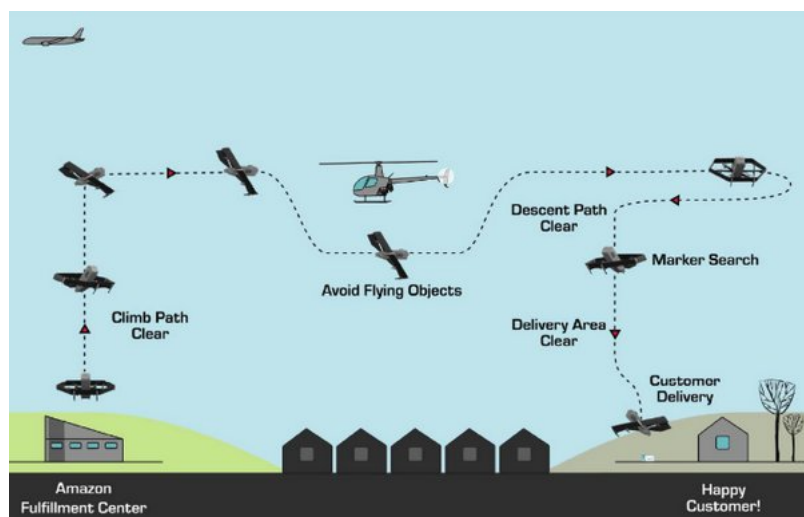 Climb Path
Clear
Avoid Flying Objects
Descent Path
Clear
Marker Search
Delivery Area
Clear
Customer
Delivery
Amazon
Fulfillment Center
Happy
Customer!